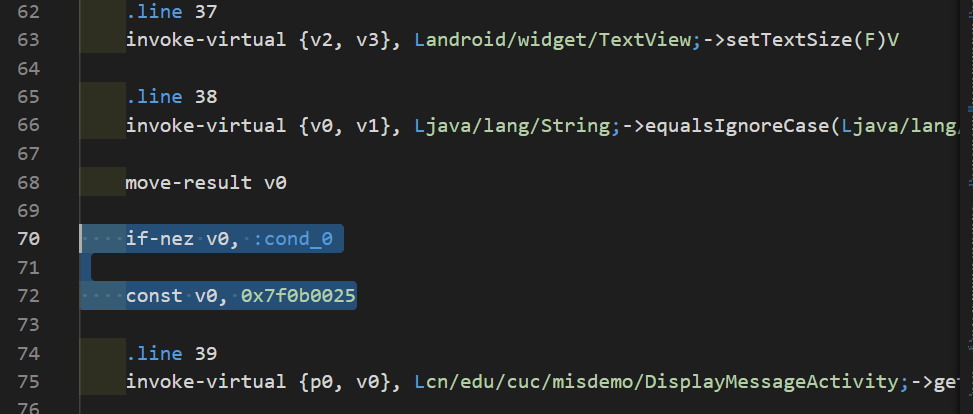 62 .line 37
63 invoke-virtual {v2, v3}, Landroid/widget/TextView;->setTextSize(F)V
64
65 .line 38
66 invoke-virtual {v0, v1}, Ljava/lang/String;->equalsIgnoreCase(Ljava/lang/
67
68 move-result v0
69
70 if-nez v0, :cond_0
71
72 const v0, 0x7f0b0025
73
74 .line 39
75 invoke-virtual {p0, v0}, Lcn/edu/cuc/misdemo/DisplayMessageActivity;->get
76